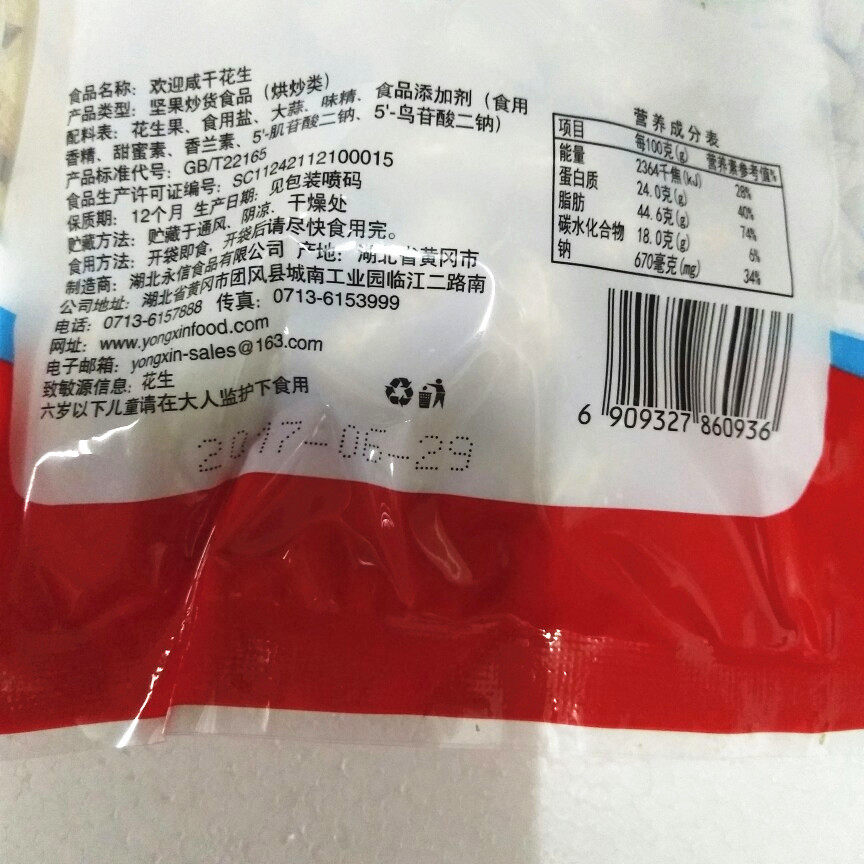 食品名称：欢迎咸干花生
产品类型：坚果炒货食品（烘炒类）
配料表：花生果、食用盐、大蒜、味精、食品添加剂（食用
香精、甜蜜素、香兰素、5'-肌苷酸二钠、5'-鸟苷酸二钠）
产品标准代号：GB/T22165
食品生产许可证编号：SC11242112100015
保质期：12个月 生产日期：见包装喷码
贮藏方法：贮藏于通风、阴凉、干燥处
食用方法：开袋即食，开袋后请尽快食用完。
制造商：湖北永信食品有限公司 产地：湖北省黄冈市
公司地址：湖北省黄冈市团风县城南工业园临江二路南
电话：0713-6157888 传真：0713-6153999
网址：www.yongxinfood.com
电子邮箱：yongxin-sales@163.com
致敏源信息：花生
六岁以下儿童请在大人监护下食用
2017-06-29
营养成分表
项目 每100克(g) 营养素参考值%
能量 2364千焦(kJ) 28%
蛋白质 24.0克(g) 40%
脂肪 44.6克(g) 74%
碳水化合物 18.0克(g) 6%
钠 670毫克(mg) 34%
6 909327 860936